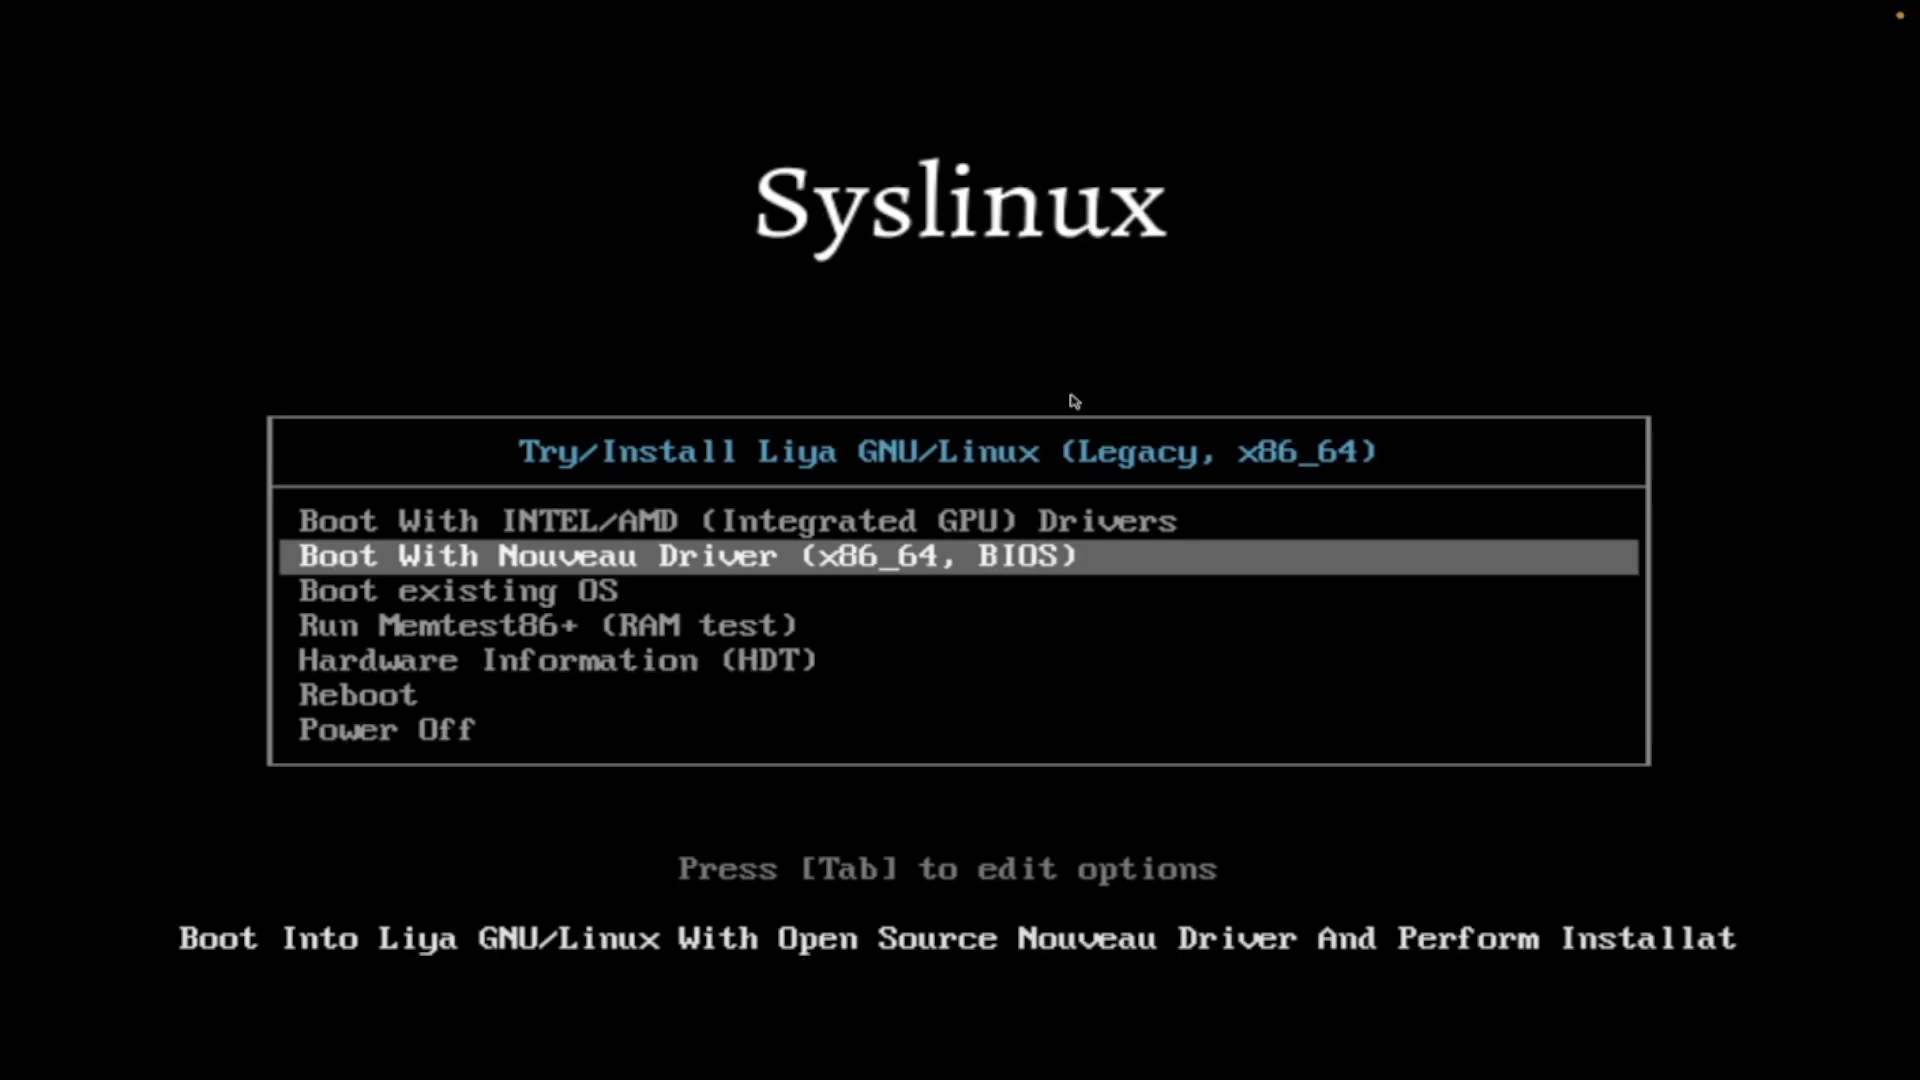 Syslinux
Try/Install Liya GNU/Linux (Legacy, x86_64)
Boot With INTEL/AMD (Integrated GPU) Drivers
Boot With Nouveau Driver (x86_64, BIOS)
Boot existing OS
Run Memtest86+ (RAM test)
Hardware Information (HDT)
Reboot
Power Off
Press [Tab] to edit options
Boot Into Liya GNU/Linux With Open Source Nouveau Driver And Perform Installat